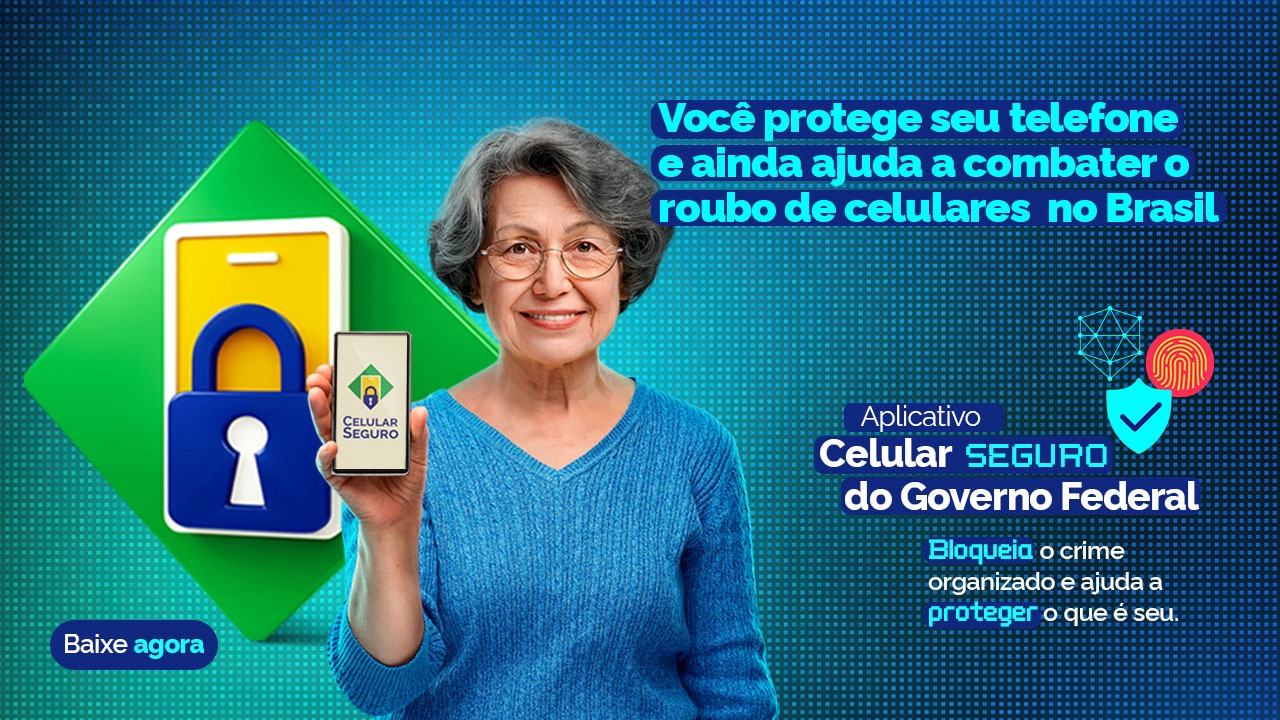 Você protege seu telefone
e ainda ajuda a combater o
roubo de celulares no Brasil
CELULAR
SEGURO
Aplicativo
Celular SEGURO
do Governo Federal
Bloqueia o crime
organizado e ajuda a
proteger o que é seu.
Baixe agora